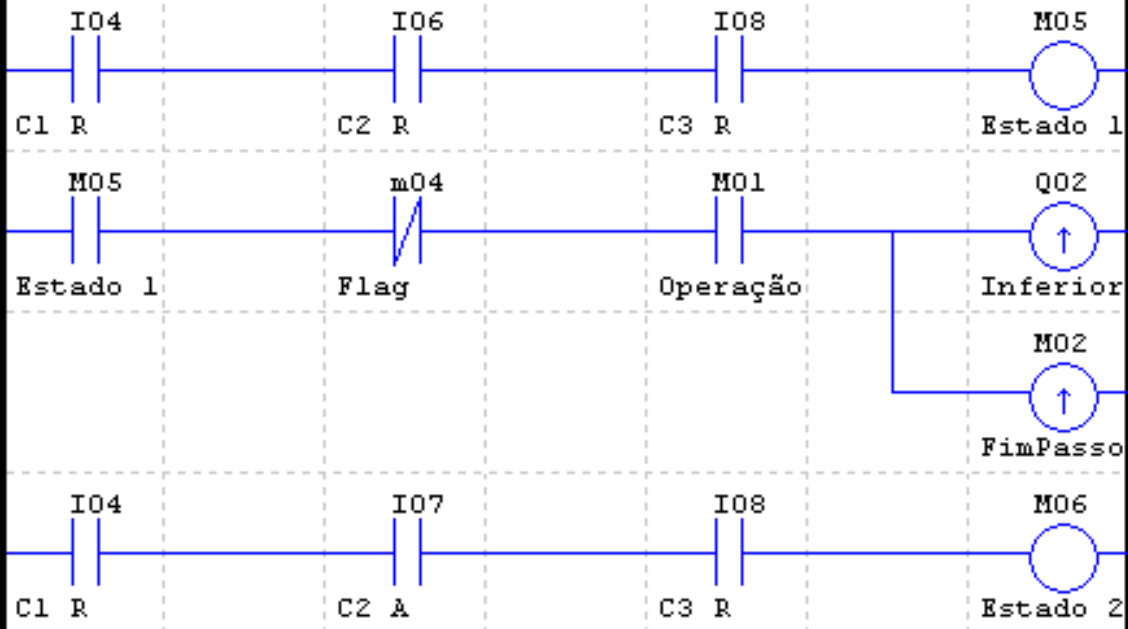 I04 I06 I08 M05
C1 R C2 R C3 R Estado 1
M05 m04 M01 Q02
Estado 1 Flag Operação Inferior
M02
FimPasso
I04 I07 I08 M06
C1 R C2 A C3 R Estado 2